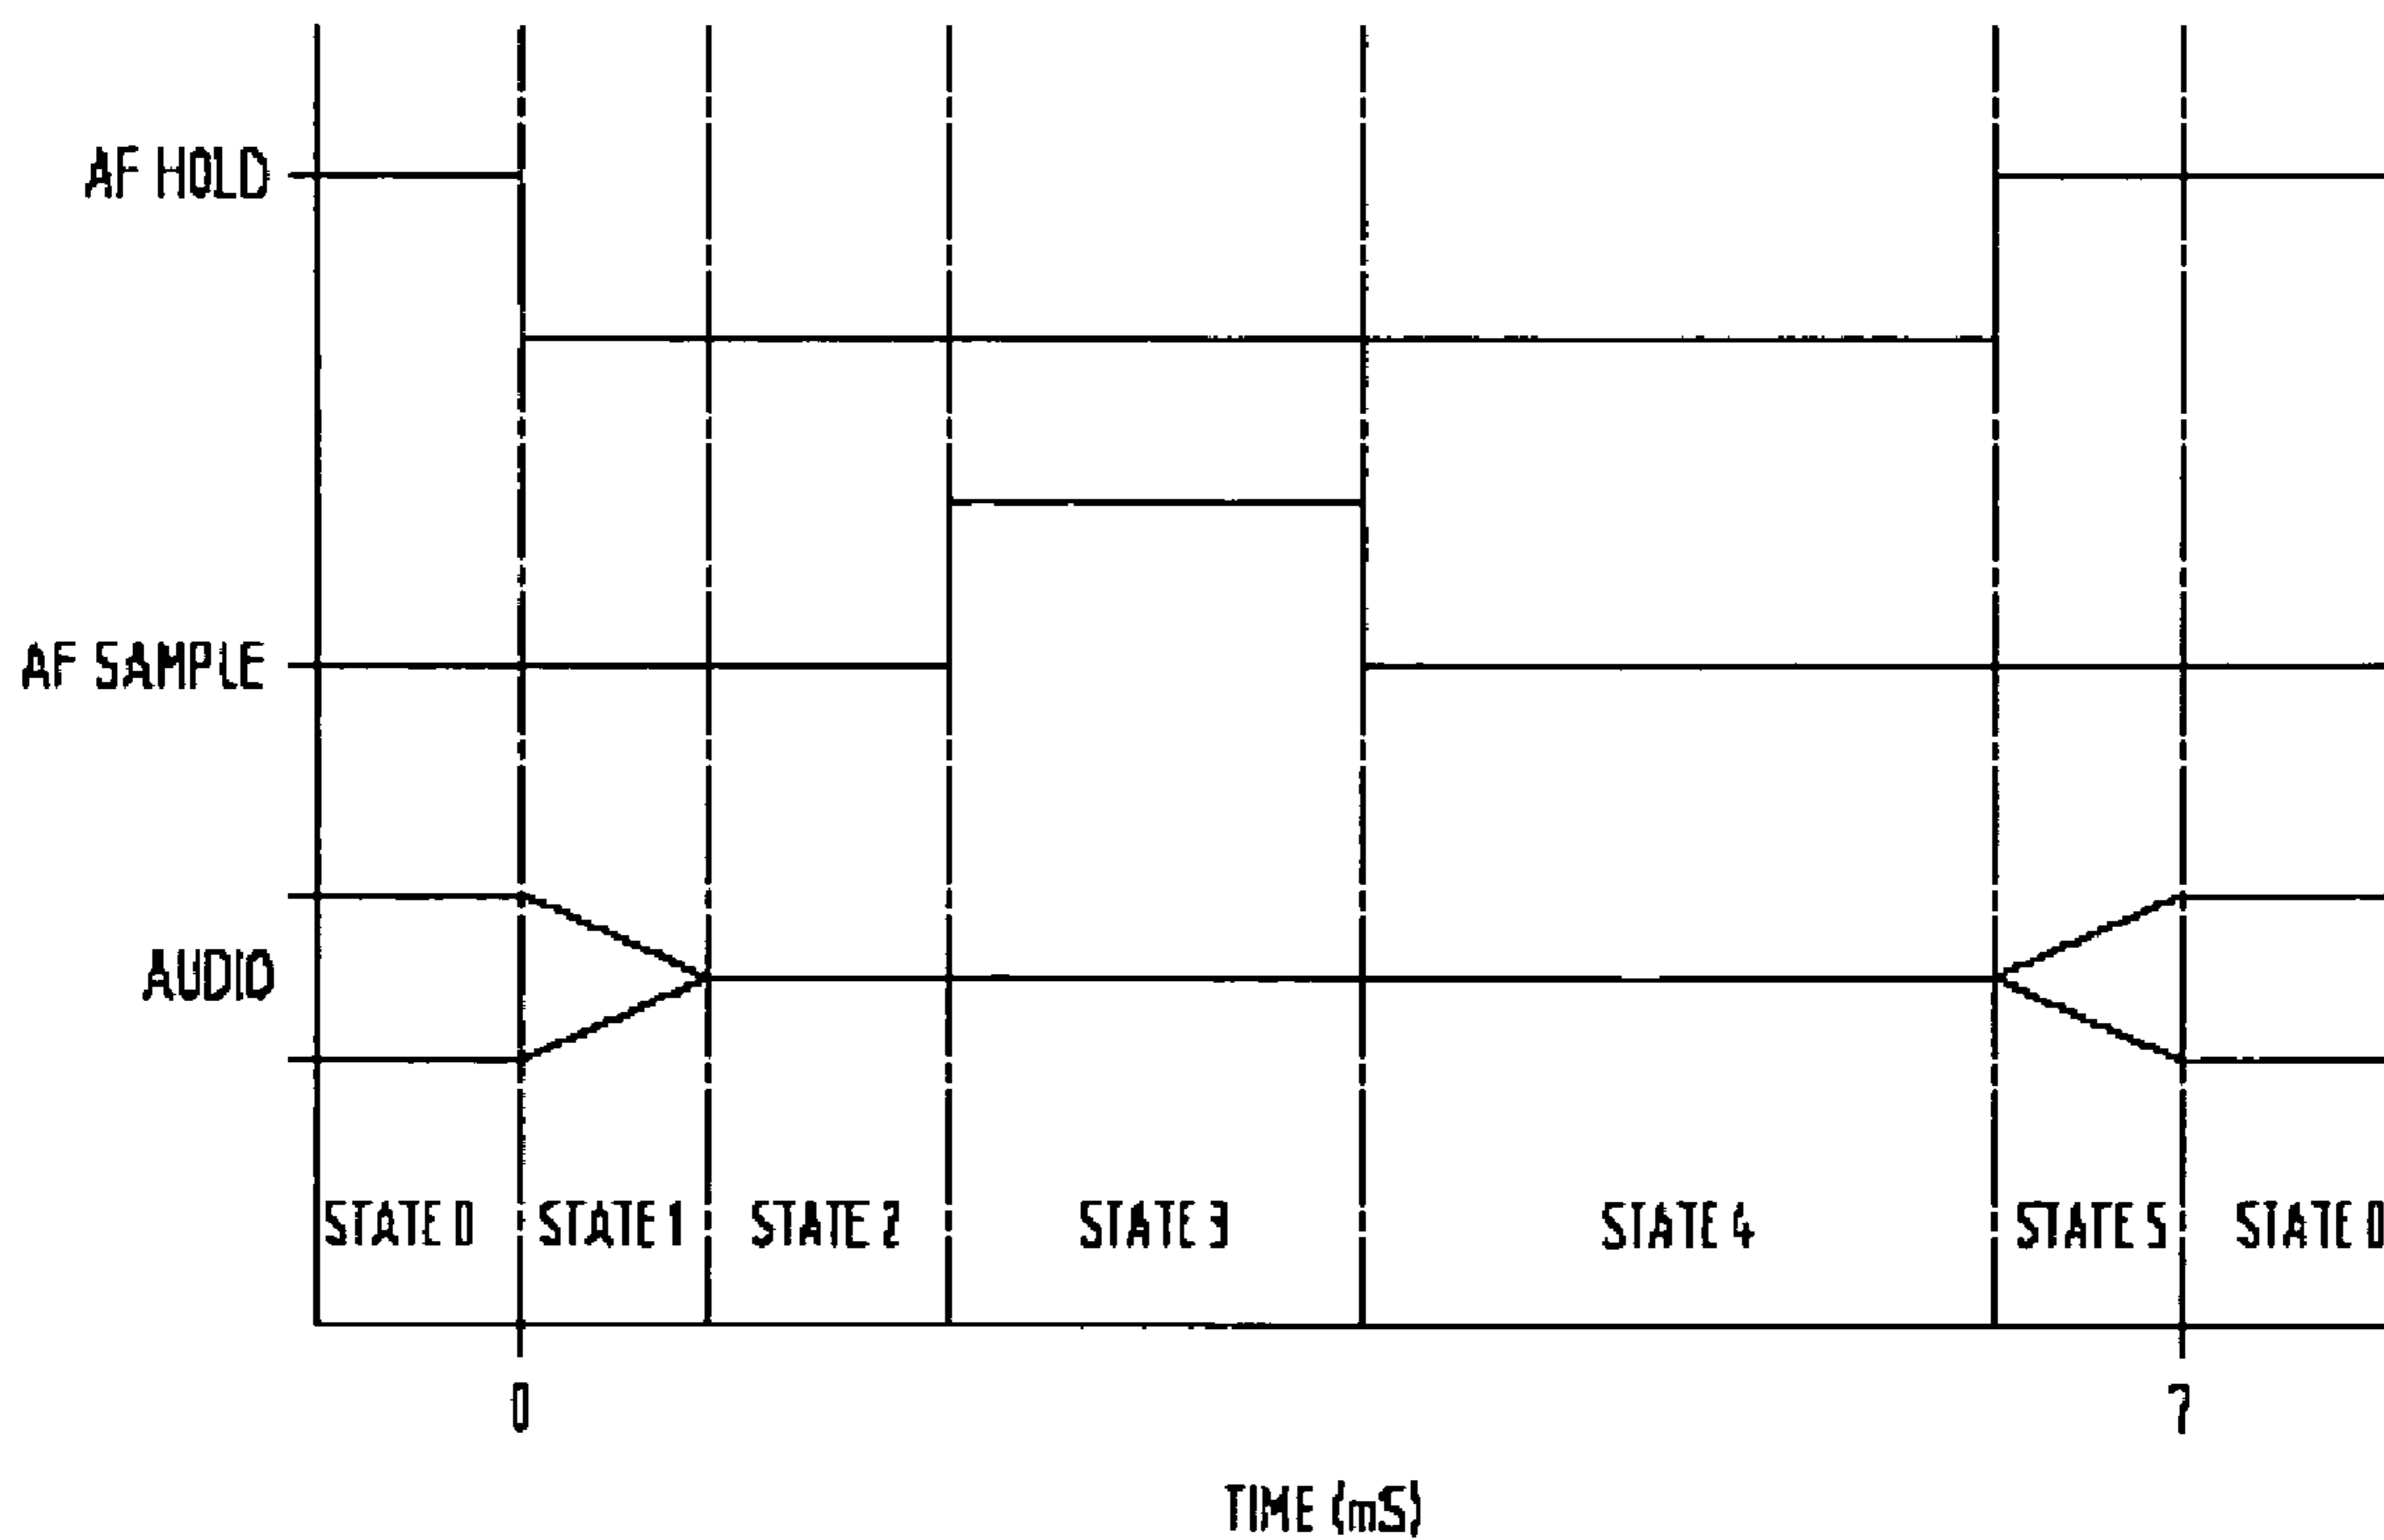 AF HOLD
AF SAMPLE
AUDIO
STATE 0 STATE 1 STATE 2 STATE 3 STATE 4 STATE 5 STATE 0
0 7
TIME (mS)